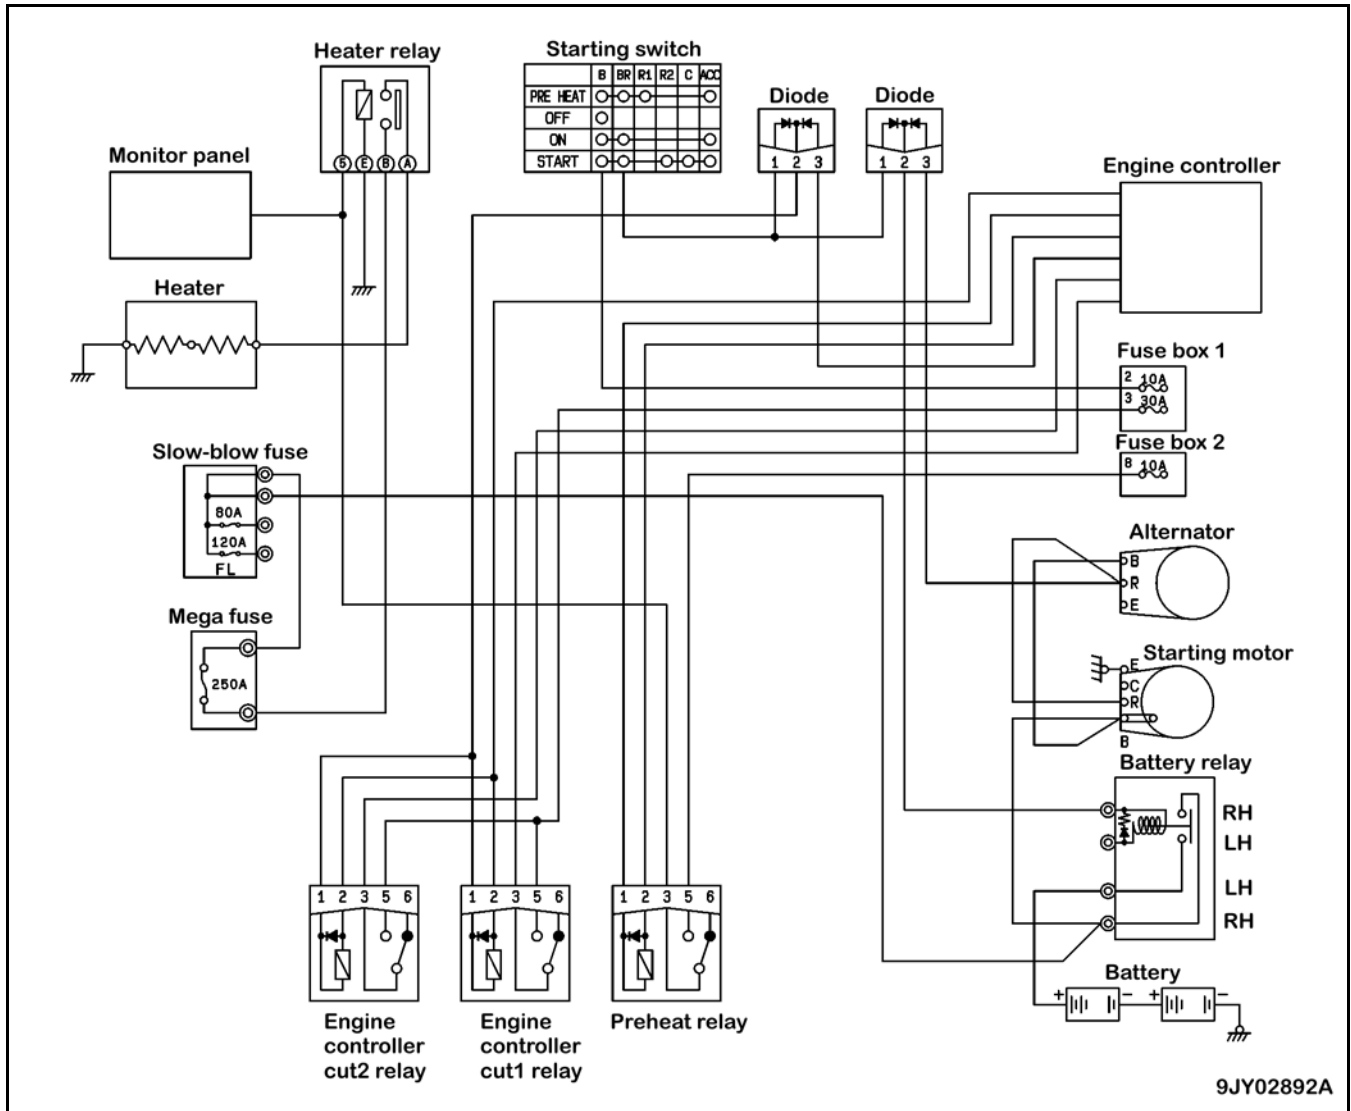 Heater relay
5 E B A
Starting switch
B BR R1 R2 C ACC
PRE HEAT
OFF
ON
START
Diode
1 2 3
Diode
1 2 3
Monitor panel
Engine controller
Heater
Fuse box 1
2 10A
3 30A
Fuse box 2
8 10A
Slow-blow fuse
80A
120A
FL
Alternator
B
R
E
Mega fuse
250A
Starting motor
E
C
R
B
Battery relay
RH
LH
LH
RH
1 2 3 5 6
1 2 3 5 6
1 2 3 5 6
Battery
+ - + -
Engine
controller
cut2 relay
Engine
controller
cut1 relay
Preheat relay
9JY02892A